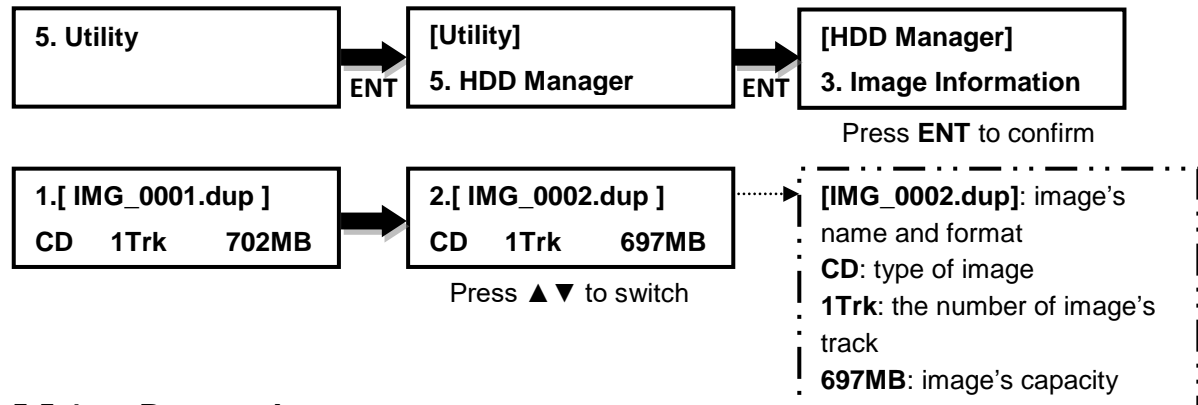 5. Utility
ENT
[Utility]
5. HDD Manager
ENT
[HDD Manager]
3. Image Information
Press ENT to confirm
1.[ IMG_0001.dup ]
CD 1Trk 702MB
2.[ IMG_0002.dup ]
CD 1Trk 697MB
Press ▲▼ to switch
[IMG_0002.dup]: image's
name and format
CD: type of image
1Trk: the number of image's
track
697MB: image's capacity